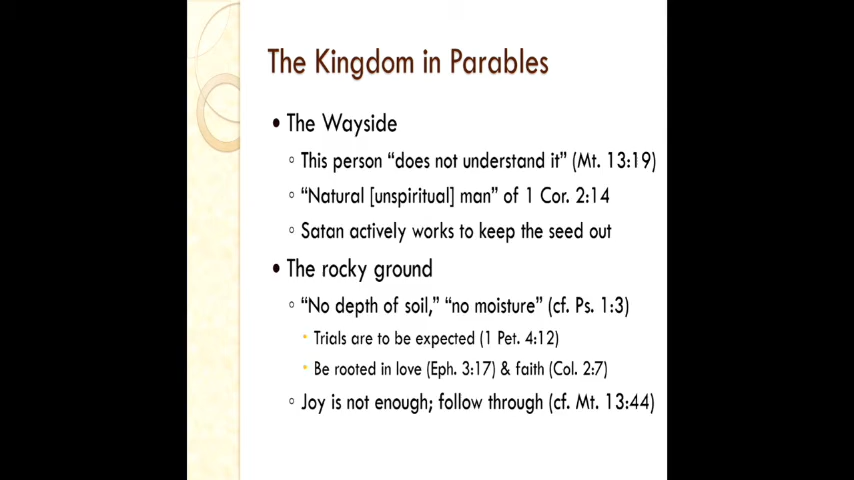 The Kingdom in Parables
• The Wayside
◦ This person “does not understand it” (Mt. 13:19)
◦ “Natural [unspiritual] man” of 1 Cor. 2:14
◦ Satan actively works to keep the seed out
• The rocky ground
◦ “No depth of soil,” “no moisture” (cf. Ps. 1:3)
• Trials are to be expected (1 Pet. 4:12)
• Be rooted in love (Eph. 3:17) & faith (Col. 2:7)
◦ Joy is not enough; follow through (cf. Mt. 13:44)